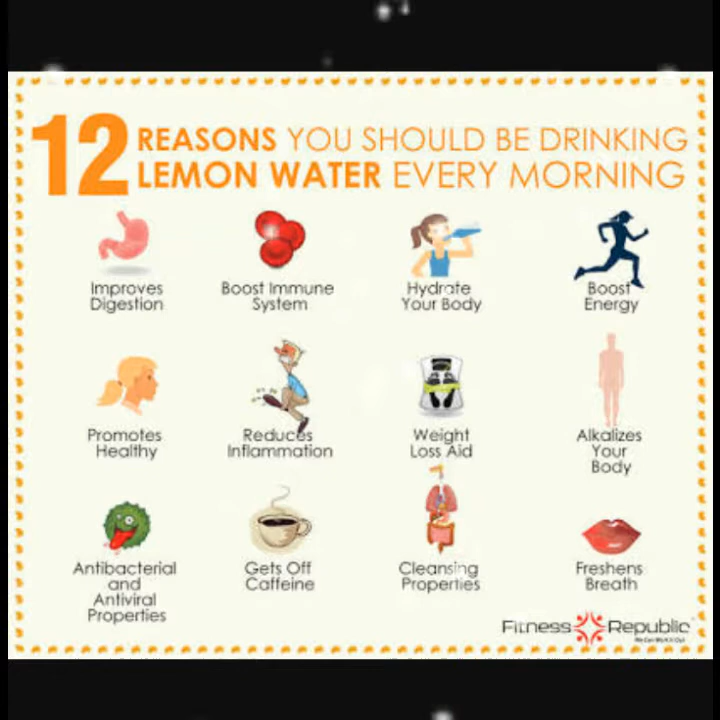 12 REASONS YOU SHOULD BE DRINKING
LEMON WATER EVERY MORNING
Improves
Digestion
Boost Immune
System
Hydrate
Your Body
Boost
Energy
Promotes
Healthy
Reduces
Inflammation
Weight
Loss Aid
Alkalizes
Your
Body
Antibacterial
and
Antiviral
Properties
Gets Off
Caffeine
Cleansing
Properties
Freshens
Breath
Fitness Republic